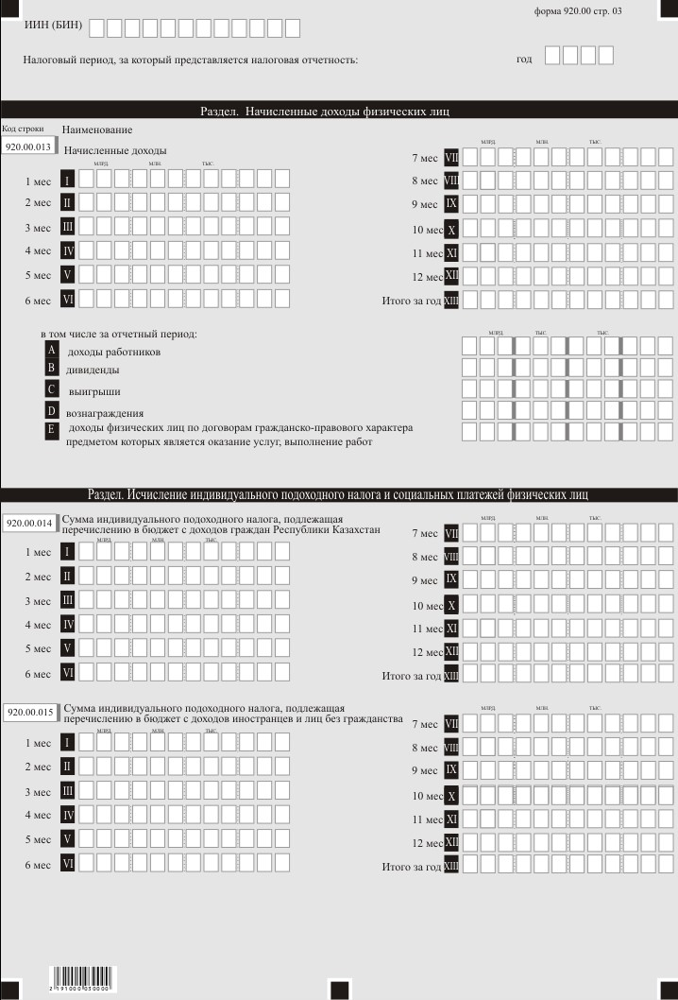 форма 920.00 стр. 03
ИИН (БИН)
Налоговый период, за который представляется налоговая отчетность:
год
Раздел. Начисленные доходы физических лиц
Код строки
Наименование
920.00.013
Начисленные доходы
МЛРД. МЛН. ТЫС.
1 мес I
2 мес II
3 мес III
4 мес IV
5 мес V
6 мес VI
МЛРД. МЛН. ТЫС.
7 мес VII
8 мес VIII
9 мес IX
10 мес X
11 мес XI
12 мес XII
Итого за год XIII
в том числе за отчетный период:
МЛРД. ТЫС. ТЫС.
A доходы работников
B дивиденды
C выигрыши
D вознаграждения
E доходы физических лиц по договорам гражданско-правового характера
предметом которых является оказание услуг, выполнение работ
Раздел. Исчисление индивидуального подоходного налога и социальных платежей физических лиц
920.00.014
Сумма индивидуального подоходного налога, подлежащая
перечислению в бюджет с доходов граждан Республики Казахстан
МЛРД. МЛН. ТЫС.
1 мес I
2 мес II
3 мес III
4 мес IV
5 мес V
6 мес VI
МЛРД. МЛН. ТЫС.
7 мес VII
8 мес VIII
9 мес IX
10 мес X
11 мес XI
12 мес XII
Итого за год XIII
920.00.015
Сумма индивидуального подоходного налога, подлежащая
перечислению в бюджет с доходов иностранцев и лиц без гражданства
МЛРД. МЛН. ТЫС.
1 мес I
2 мес II
3 мес III
4 мес IV
5 мес V
6 мес VI
МЛРД. МЛН. ТЫС.
7 мес VII
8 мес VIII
9 мес IX
10 мес X
11 мес XI
12 мес XII
Итого за год XIII
2 191000 030000